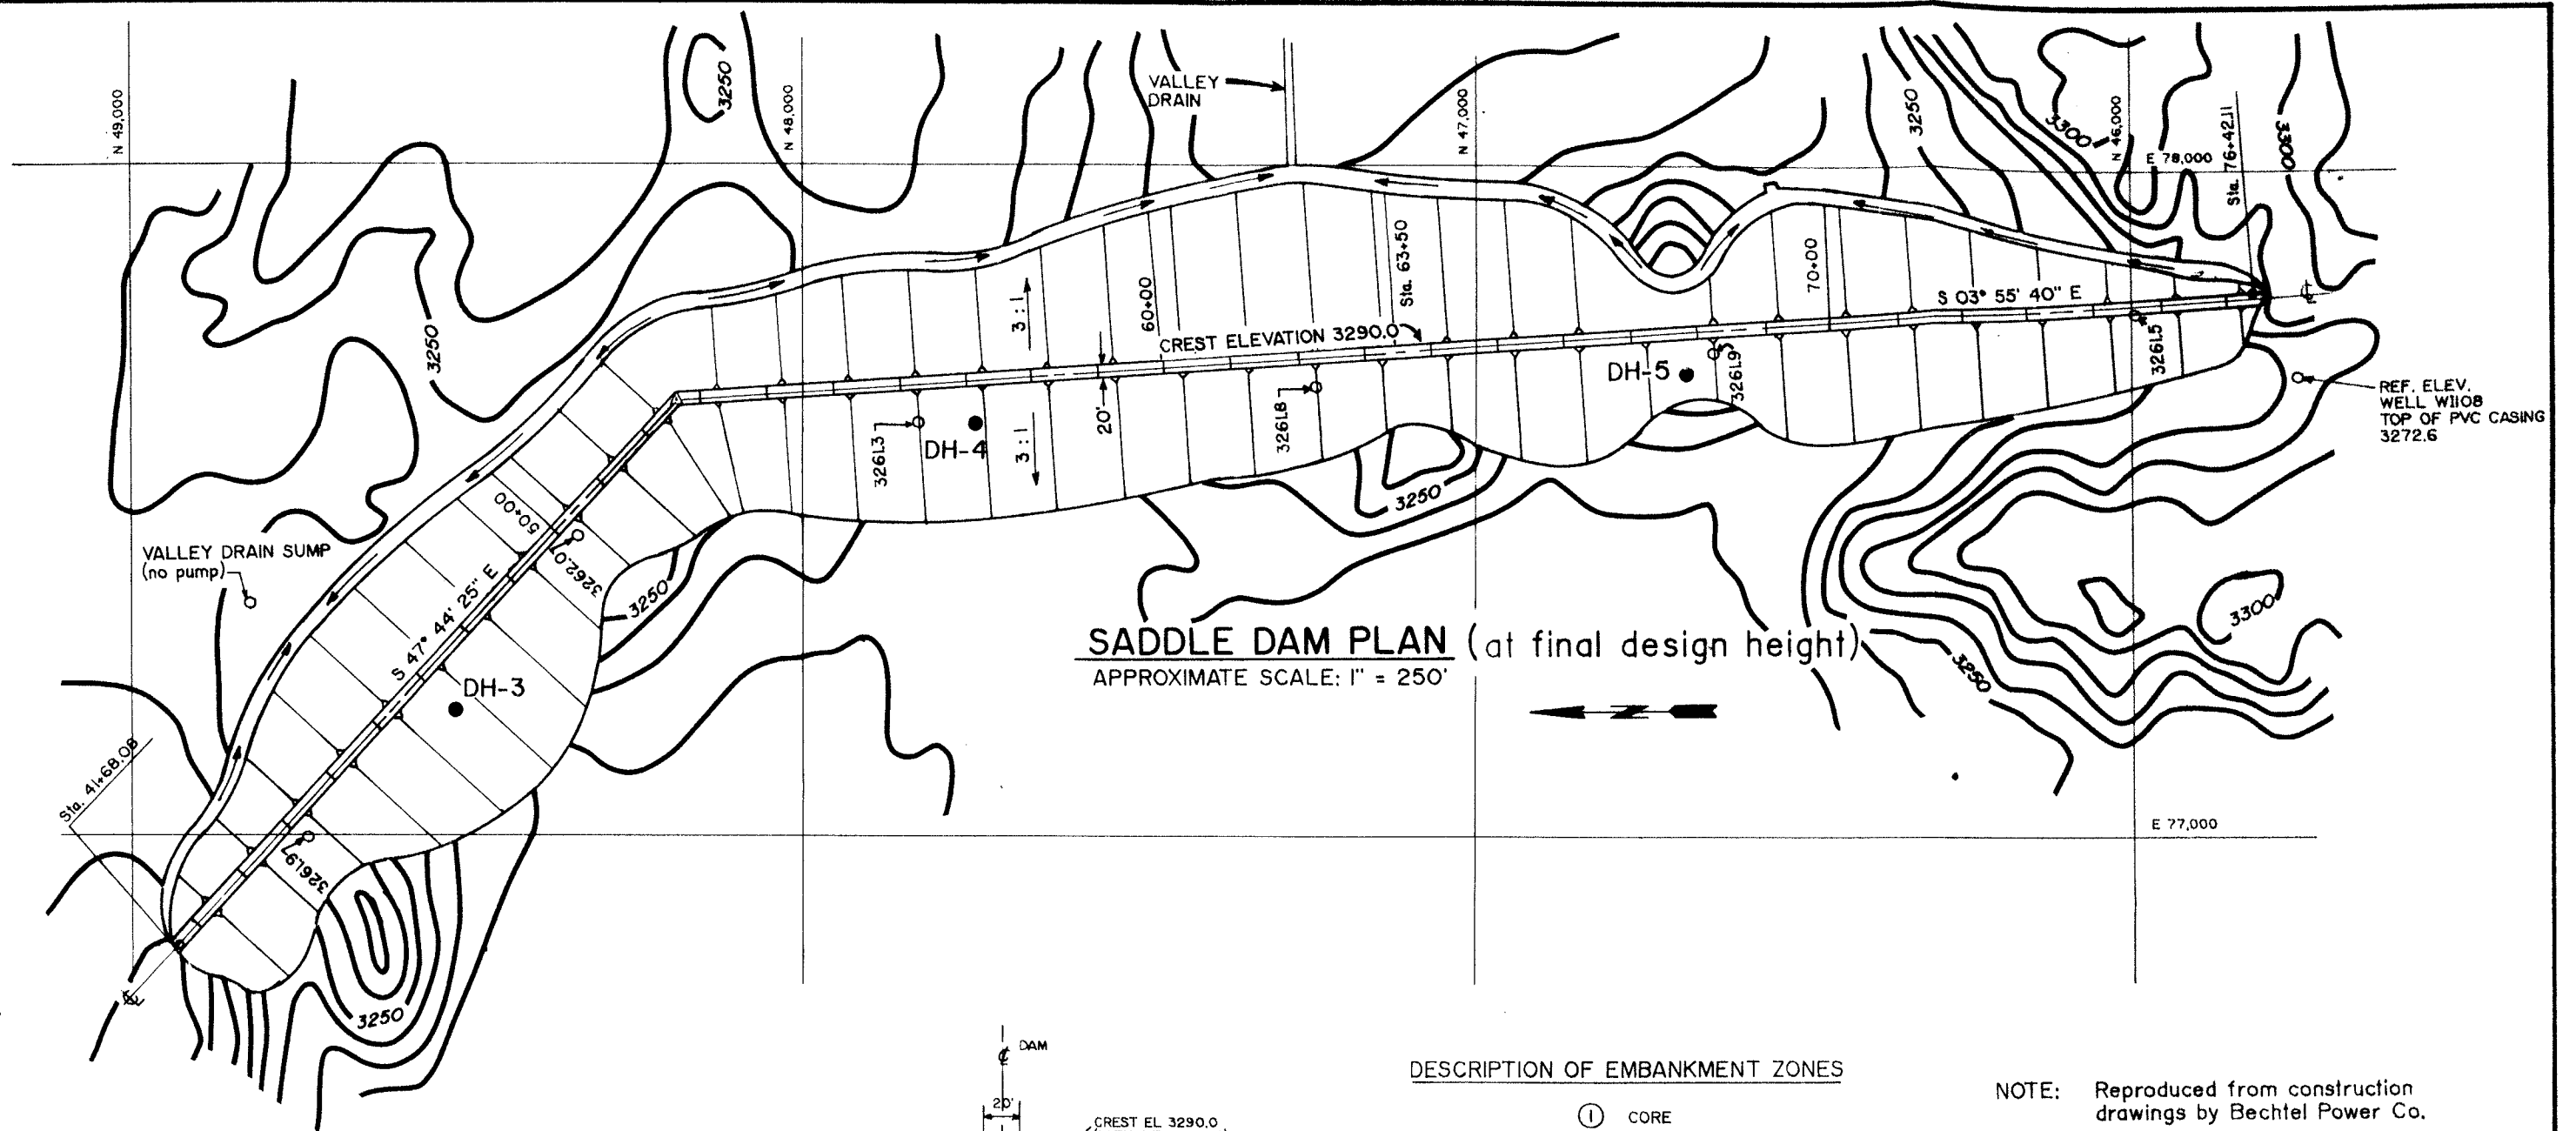 3250
N 49,000
N 48,000
VALLEY
DRAIN
N 47,000
3250
3300
N 46,000
E 78,000
Sta. 76+42.11
3300
3250
60+00
3 : 1
Sta. 63+50
70+00
S 03° 55' 40" E
CREST ELEVATION 3290.0
℄
3261.3
DH-4
3 : 1
20'
3261.8
DH-5
3261.9
3261.5
REF. ELEV.
WELL W1108
TOP OF PVC CASING
3272.6
3250
50+00
VALLEY DRAIN SUMP
(no pump)
3262.0
3250
S 47° 44' 25" E
DH-3
SADDLE DAM PLAN (at final design height)
APPROXIMATE SCALE: 1" = 250'
N
3300
3250
Sta. 41+68.08
E 77,000
3261.97
℄
3250
℄ DAM
20'
CREST EL 3290.0
DESCRIPTION OF EMBANKMENT ZONES
1 CORE
NOTE: Reproduced from construction
drawings by Bechtel Power Co.